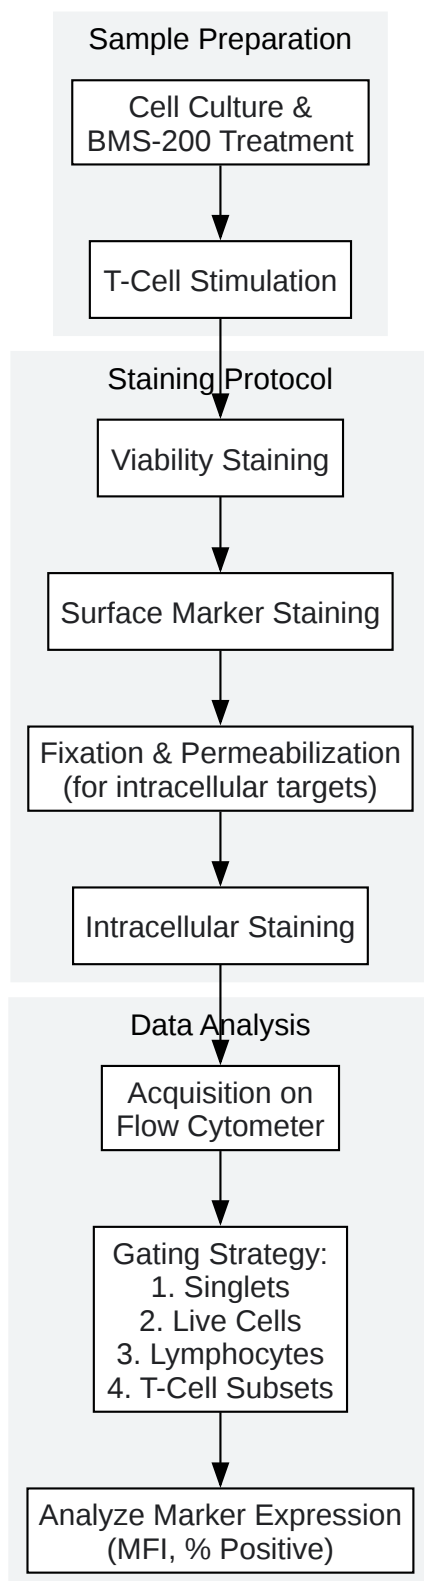 Sample Preparation
Cell Culture &
BMS-200 Treatment
T-Cell Stimulation
Staining Protocol
Viability Staining
Surface Marker Staining
Fixation & Permeabilization
(for intracellular targets)
Intracellular Staining
Data Analysis
Acquisition on
Flow Cytometer
Gating Strategy:
1. Singlets
2. Live Cells
3. Lymphocytes
4. T-Cell Subsets
Analyze Marker Expression
(MFI, % Positive)